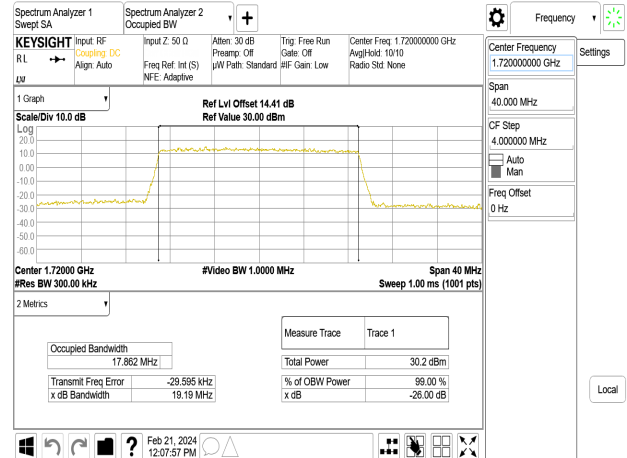 Spectrum Analyzer 1
Swept SA
Spectrum Analyzer 2
Occupied BW
Frequency
KEYSIGHT
RL
Input: RF
Coupling: DC
Align: Auto
Input Z: 50 Ω
Freq Ref: Int (S)
NFE: Adaptive
Atten: 30 dB
Preamp: Off
µW Path: Standard
Trig: Free Run
Gate: Off
#IF Gain: Low
Center Freq: 1.720000000 GHz
Avg|Hold: 10/10
Radio Std: None
Center Frequency
1.720000000 GHz
Settings
Span
40.000 MHz
CF Step
4.000000 MHz
Auto
Man
Freq Offset
0 Hz
Local
1 Graph
Scale/Div 10.0 dB
Ref Lvl Offset 14.41 dB
Ref Value 30.00 dBm
Log
20.0
10.0
0.00
-10.0
-20.0
-30.0
-40.0
-50.0
-60.0
Center 1.72000 GHz
#Video BW 1.0000 MHz
Span 40 MHz
#Res BW 300.00 kHz
Sweep 1.00 ms (1001 pts)
2 Metrics
Measure Trace
Trace 1
Occupied Bandwidth
17.862 MHz
Total Power
30.2 dBm
Transmit Freq Error
-29.595 kHz
% of OBW Power
99.00 %
x dB Bandwidth
19.19 MHz
x dB
-26.00 dB
?
Feb 21, 2024
12:07:57 PM